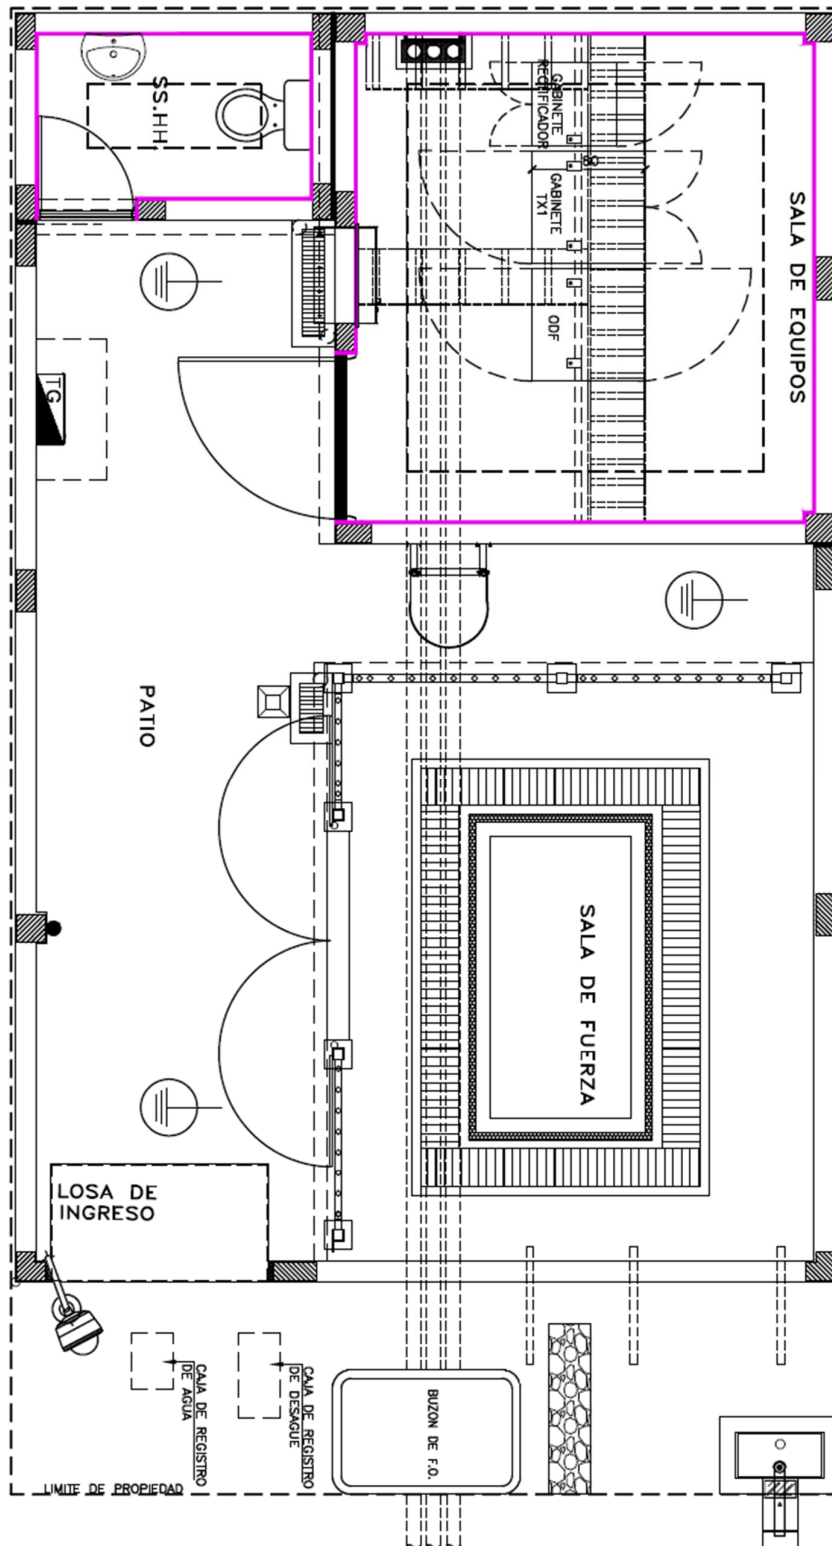 SS.HH.
GABINETE
RECTIFICADOR
80
GABINETE
TX1
SALA DE EQUIPOS
ODF
TG
PATIO
SALA DE FUERZA
LOSA DE
INGRESO
CAJA DE REGISTRO
DE AGUA
CAJA DE REGISTRO
DE DESAGUE
BUZON DE F.O.
LIMITE DE PROPIEDAD